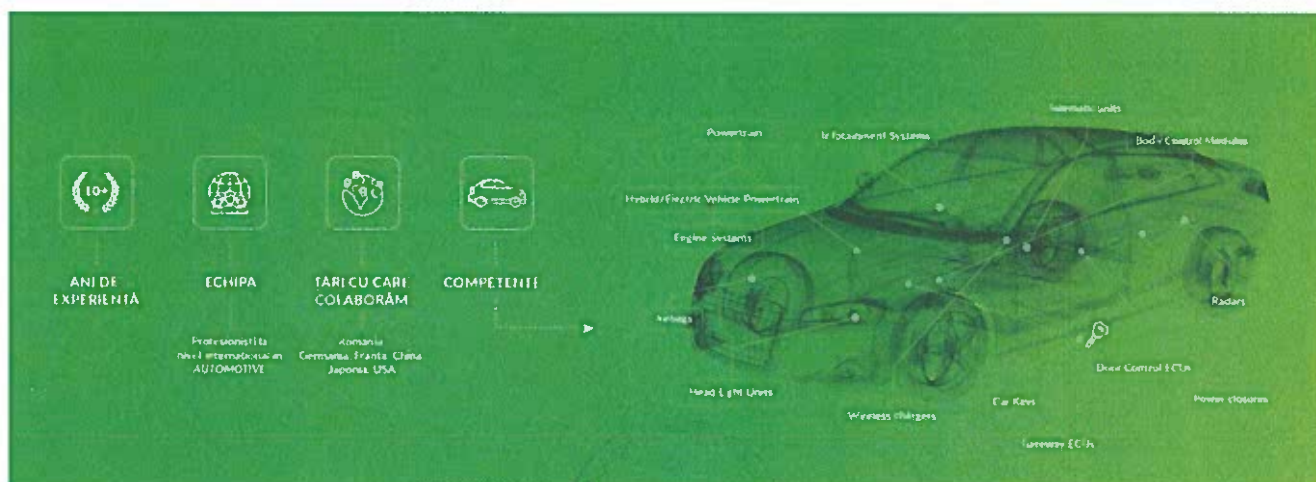 10+
ANI DE
EXPERIENȚĂ
ECHIPA
ȚĂRI CU CARE
COLABORĂM
COMPETENȚE
Profesioniști la
nivel internațional în
AUTOMOTIVE
România
Germania, Franța, China
Japonia, USA
Powertrain
Infotainment Systems
Telematic units
Body Control Modules
Hybrid/Electric Vehicle Powertrain
Engine Systems
Airbags
Radars
Door Control ECUs
Head Light Units
Car Keys
Power closures
Wireless chargers
Gateway ECUs